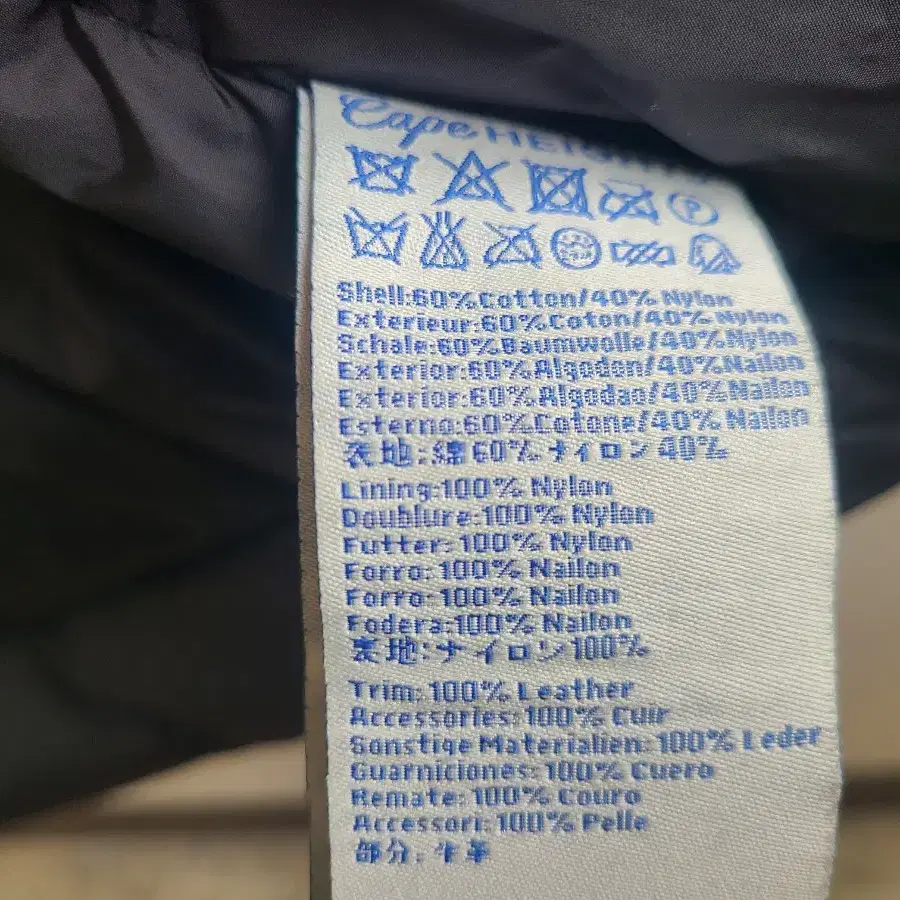 Cape HEIGHTS
P
Shell:60%Cotton/40% Nylon
Exterieur:60%Coton/40% Nylon
Schale:60%Baumwolle/40%Nylon
Exterior:60%Algodon/40%Nailon
Exterior:60%Algodao/40%Nailon
Esterno:60%Cotone/40% Nailon
表地:綿60%ナイロン40%
Lining:100% Nylon
Doublure:100% Nylon
Futter:100% Nylon
Forro:100% Nailon
Forro:100% Nailon
Fodera:100% Nailon
裏地:ナイロン100%
Trim:100% Leather
Accessories:100% Cuir
Sonstige Materialien:100% Leder
Guarniciones:100% Cuero
Remate:100% Couro
Accessori:100% Pelle
部分:牛革